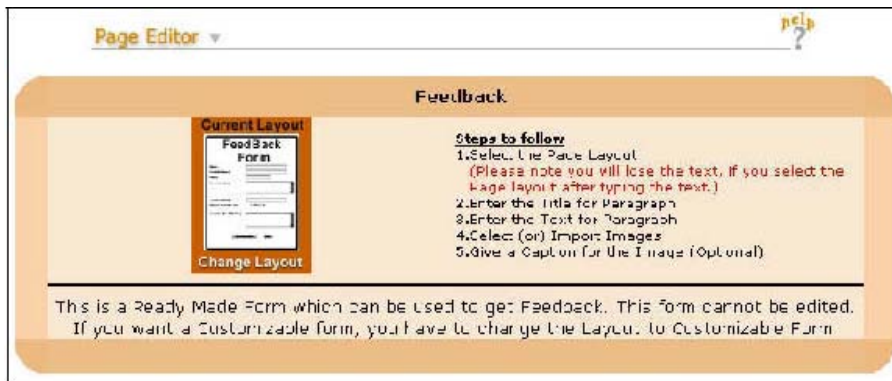 Page Editor
help
?
Feedback
Current Layout
FeedBack
Form
Change Layout
Steps to follow
1.Select the Page Layout
(Please note you will lose the text, if you select the
Page layout after typing the text.)
2.Enter the Title for Paragraph
3.Enter the Text for Paragraph
4.Select (or) Import Images
5.Give a Caption for the Image (Optional)
This is a Ready Made Form which can be used to get Feedback. This form cannot be edited.
If you want a Customizable form, you have to change the Layout to Customizable Form